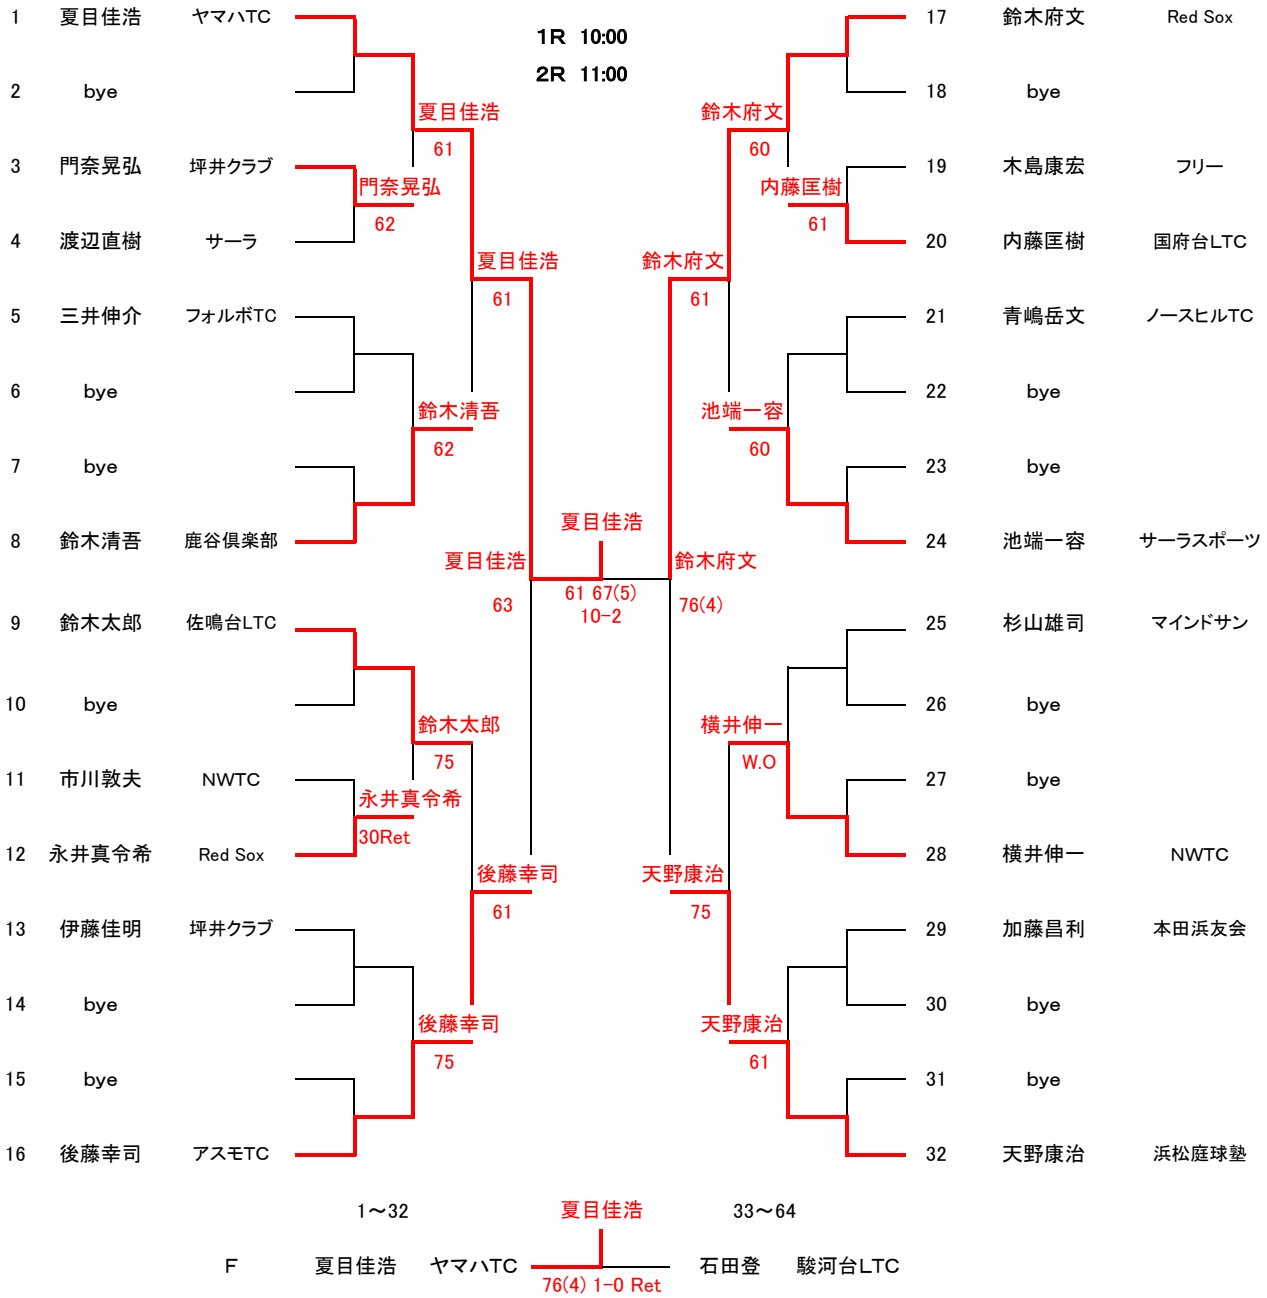 1 夏目佳浩 ヤマハTC
1R 10:00
17 鈴木府文 Red Sox
2R 11:00
2 bye
18 bye
夏目佳浩
鈴木府文
61
60
3 門奈晃弘 坪井クラブ
19 木島康宏 フリー
門奈晃弘
内藤匡樹
62
61
4 渡辺直樹 サーラ
20 内藤匡樹 国府台LTC
夏目佳浩
鈴木府文
61
61
5 三井伸介 フォルボTC
21 青嶋岳文 ノースヒルTC
6 bye
22 bye
鈴木清吾
池端一容
62
60
7 bye
23 bye
夏目佳浩
8 鈴木清吾 鹿谷倶楽部
24 池端一容 サーラスポーツ
夏目佳浩
鈴木府文
61 67(5)
63
76(4)
10-2
9 鈴木太郎 佐鳴台LTC
25 杉山雄司 マインドサン
10 bye
26 bye
鈴木太郎
横井伸一
75
W.O
11 市川敦夫 NWTC
27 bye
永井真令希
30Ret
12 永井真令希 Red Sox
28 横井伸一 NWTC
後藤幸司
天野康治
61
75
13 伊藤佳明 坪井クラブ
29 加藤昌利 本田浜友会
14 bye
30 bye
後藤幸司
天野康治
75
61
15 bye
31 bye
16 後藤幸司 アスモTC
32 天野康治 浜松庭球塾
1～32
夏目佳浩
33～64
F 夏目佳浩 ヤマハTC
石田登 駿河台LTC
76(4) 1-0 Ret